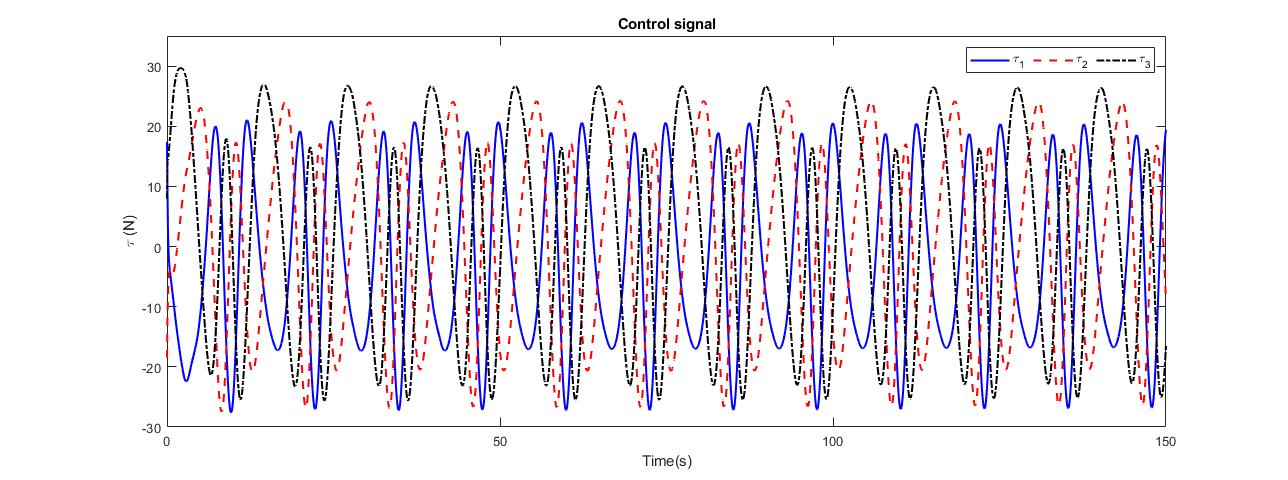 Control signal
τ1 τ2 τ3
30
20
10
0
-10
-20
-30
τ (N)
0 50 100 150
Time(s)